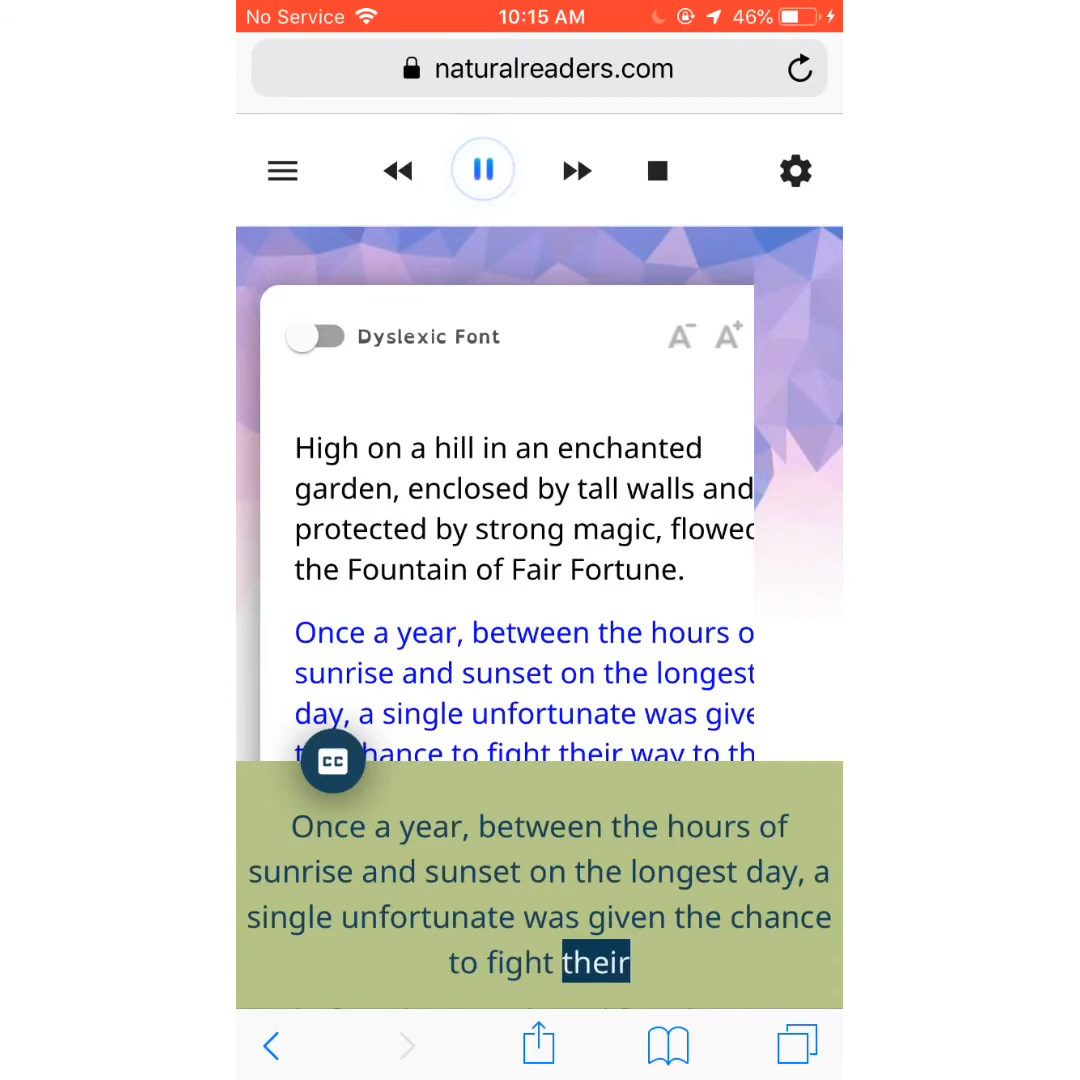 No Service 10:15 AM 46%
naturalreaders.com
Dyslexic Font A- A+
High on a hill in an enchanted
garden, enclosed by tall walls and
protected by strong magic, flowed
the Fountain of Fair Fortune.
Once a year, between the hours o
sunrise and sunset on the longest
day, a single unfortunate was give
hance to fight their way to th
CC
Once a year, between the hours of
sunrise and sunset on the longest day, a
single unfortunate was given the chance
to fight their